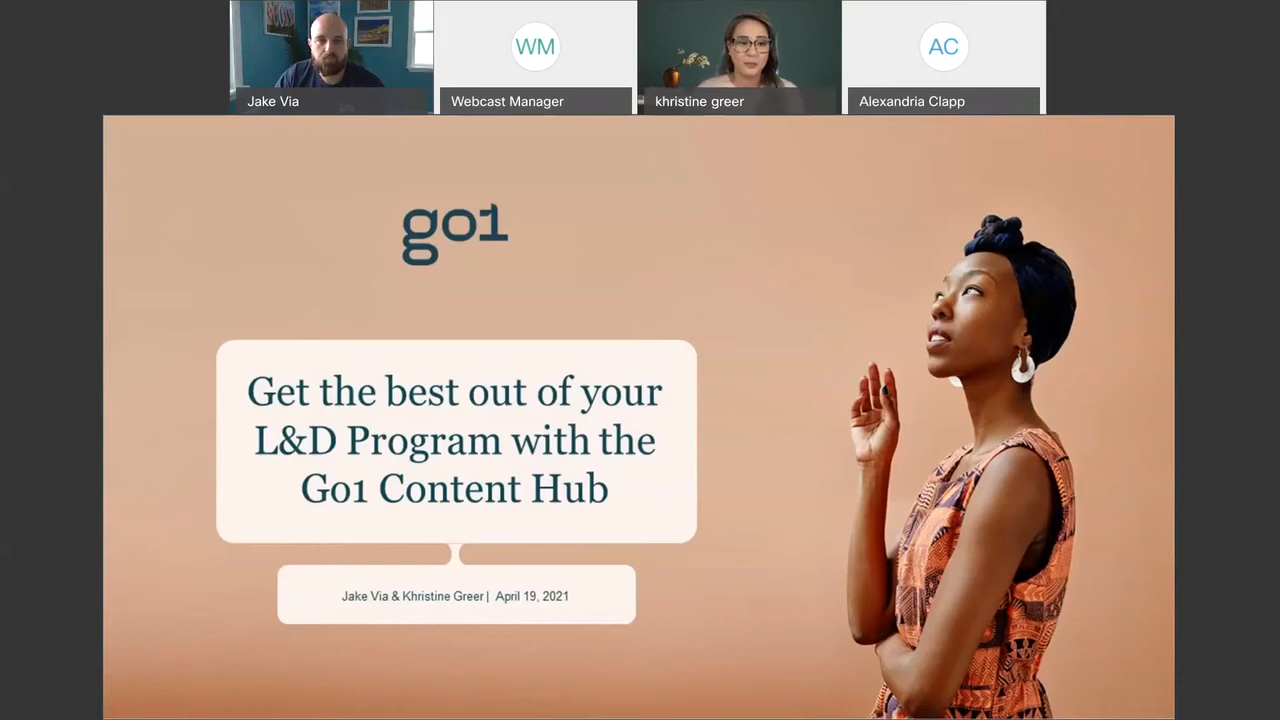 WM
AC
Jake Via
Webcast Manager
khristine greer
Alexandria Clapp
go1
Get the best out of your
L&D Program with the
Go1 Content Hub
Jake Via & Khristine Greer | April 19, 2021